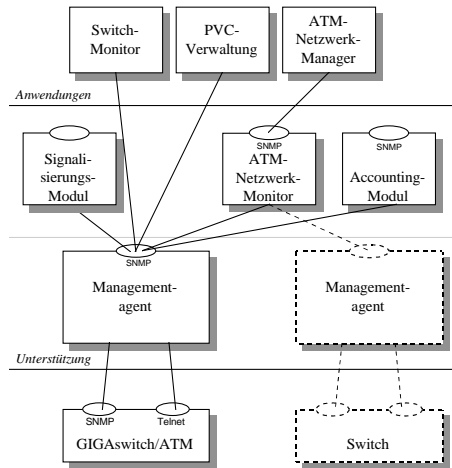 Switch-
Monitor
PVC-
Verwaltung
ATM-
Netzwerk-
Manager
Anwendungen
Signali-
sierungs-
Modul
SNMP
ATM-
Netzwerk-
Monitor
SNMP
Accounting-
Modul
SNMP
Management-
agent
Management-
agent
Unterstützung
SNMP
Telnet
GIGAswitch/ATM
Switch